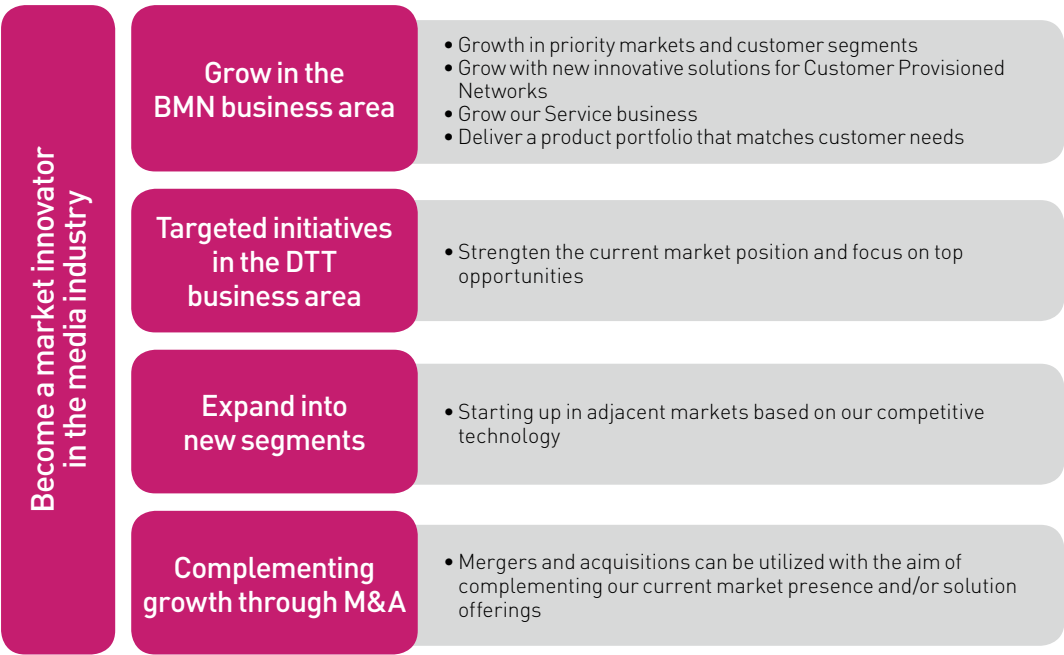 Become a market innovator
in the media industry
Grow in the
BMN business area
• Growth in priority markets and customer segments
• Grow with new innovative solutions for Customer Provisioned
Networks
• Grow our Service business
• Deliver a product portfolio that matches customer needs
Targeted initiatives
in the DTT
business area
• Strengten the current market position and focus on top
opportunities
Expand into
new segments
• Starting up in adjacent markets based on our competitive
technology
Complementing
growth through M&A
• Mergers and acquisitions can be utilized with the aim of
complementing our current market presence and/or solution
offerings